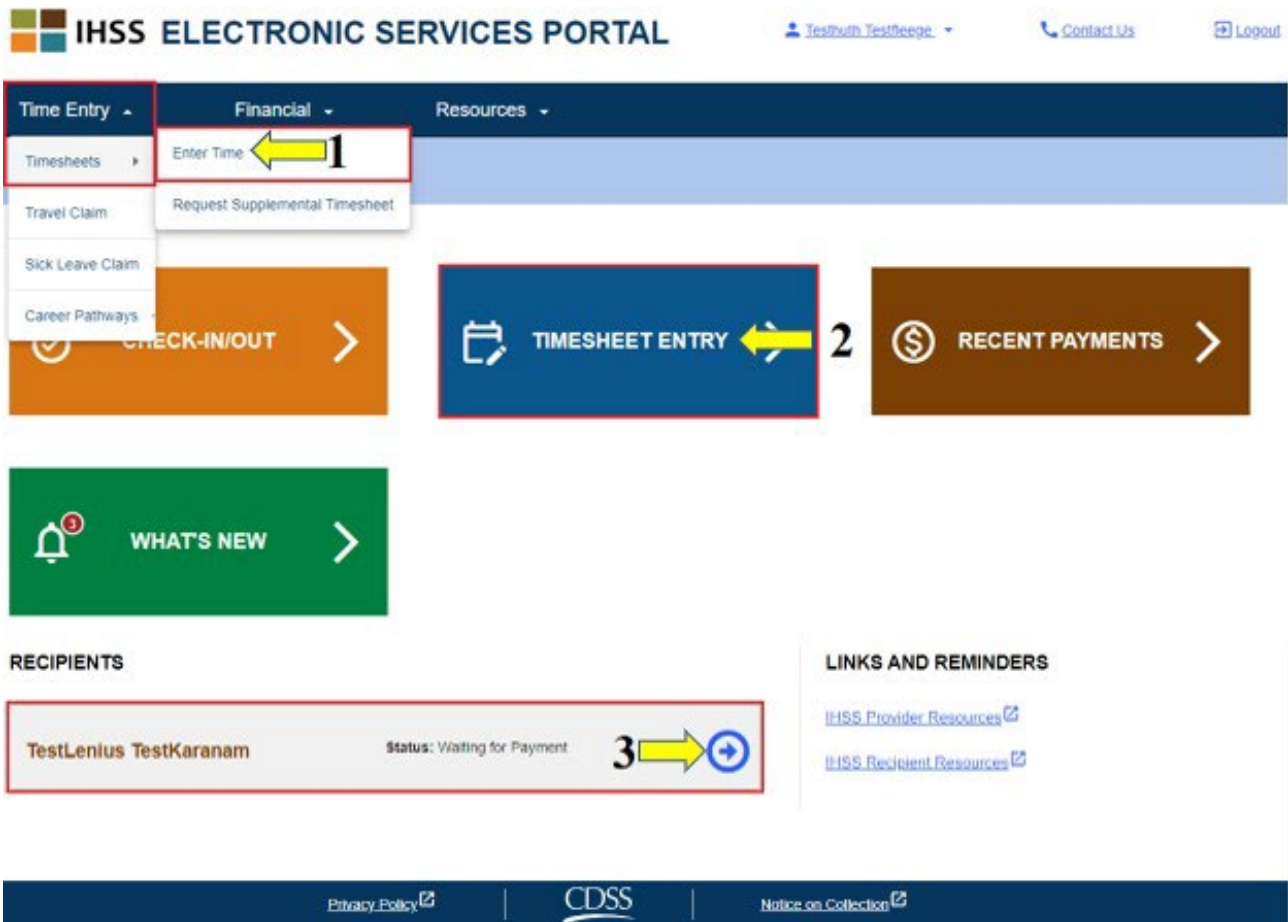 IHSS ELECTRONIC SERVICES PORTAL
Testhuth Testfleege
Contact Us
Logout
Time Entry
Financial
Resources
Timesheets
Enter Time
1
Travel Claim
Request Supplemental Timesheet
Sick Leave Claim
Career Pathways
CHECK-IN/OUT
TIMESHEET ENTRY
2
RECENT PAYMENTS
3
WHAT'S NEW
RECIPIENTS
LINKS AND REMINDERS
TestLenius TestKaranam
Status: Waiting for Payment
3
IHSS Provider Resources
IHSS Recipient Resources
Privacy Policy
CDSS
Notice on Collection